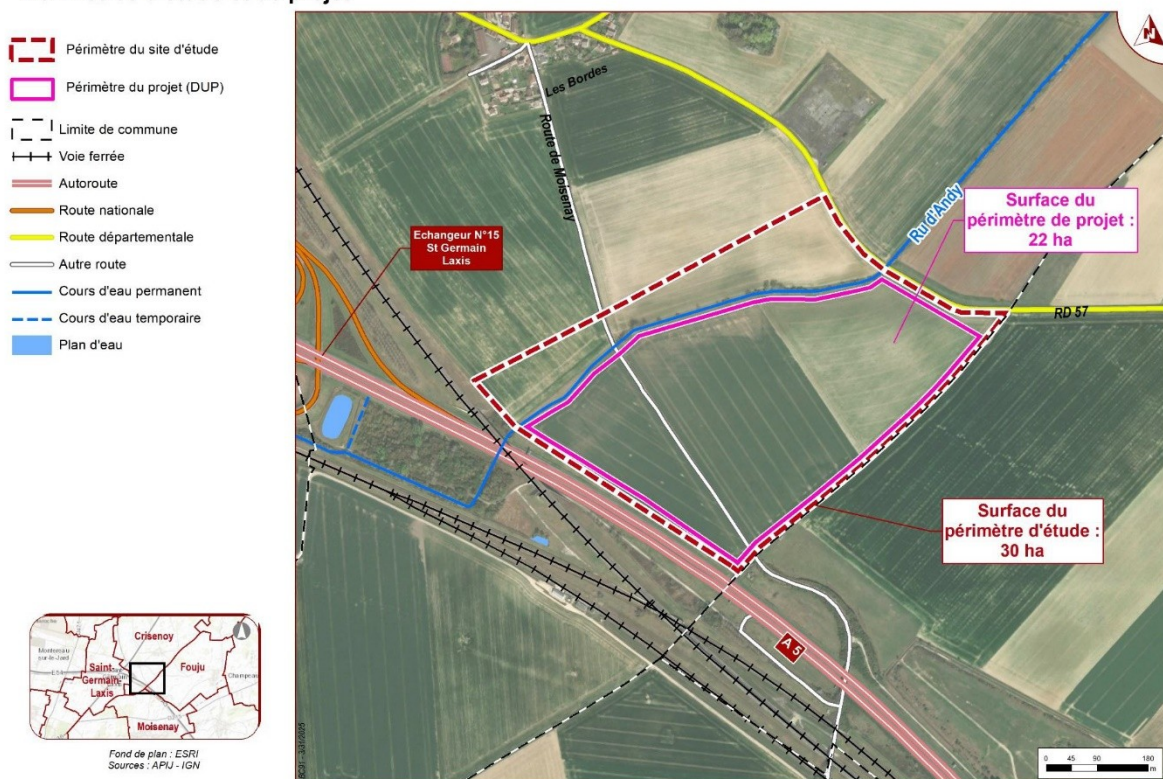 Périmètre du site d'étude
Périmètre du projet (DUP)
Limite de commune
Voie ferrée
Autoroute
Route nationale
Route départementale
Autre route
Cours d'eau permanent
Cours d'eau temporaire
Plan d'eau
Crisenoy
Saint-
Germain-
Laxis
Fouju
Moisenay
Fond de plan : ESRI
Sources : APIJ - IGN
N
Les Bordes
Route de Moisenay
Echangeur N°15
St Germain
Laxis
Ru d'Andy
Surface du
périmètre de projet :
22 ha
RD 57
Surface du
périmètre d'étude :
30 ha
A 5
0 45 90 180
m